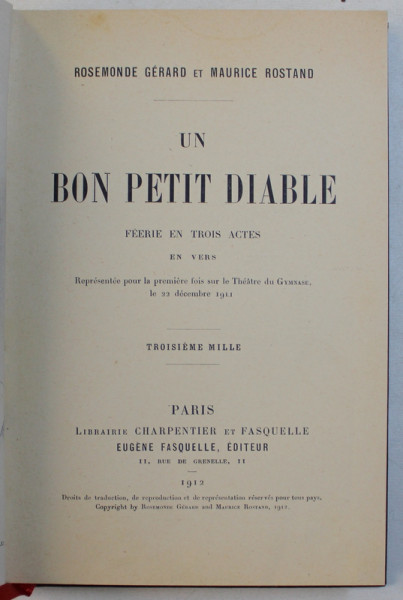 ROSEMONDE GÉRARD ET MAURICE ROSTAND
UN
BON PETIT DIABLE
FÉERIE EN TROIS ACTES
EN VERS
Représentée pour la première fois sur le Théâtre du GYMNASE,
le 22 décembre 1911
TROISIÈME MILLE
PARIS
LIBRAIRIE CHARPENTIER ET FASQUELLE
EUGÈNE FASQUELLE, ÉDITEUR
11, RUE DE GRENELLE, 11
1912
Droits de traduction, de reproduction et de représentation réservés pour tous pays.
Copyright by ROSEMONDE GÉRARD and MAURICE ROSTAND, 1912.